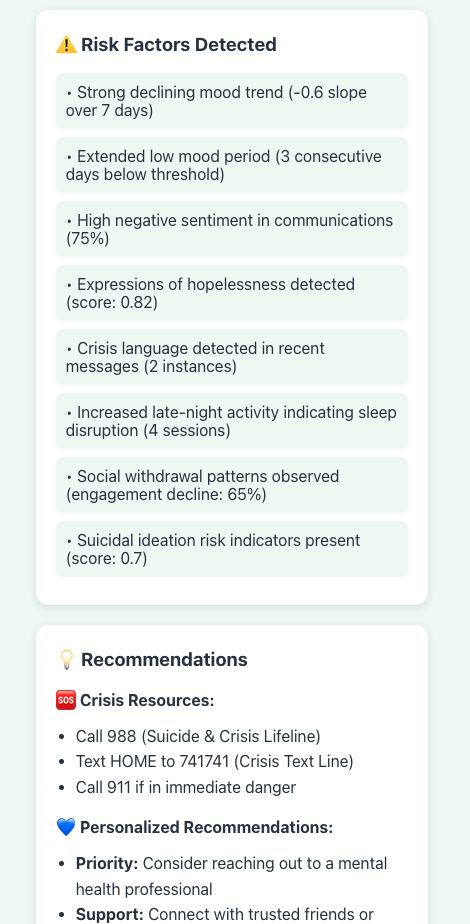 ⚠️ Risk Factors Detected
• Strong declining mood trend (-0.6 slope
over 7 days)
• Extended low mood period (3 consecutive
days below threshold)
• High negative sentiment in communications
(75%)
• Expressions of hopelessness detected
(score: 0.82)
• Crisis language detected in recent
messages (2 instances)
• Increased late-night activity indicating sleep
disruption (4 sessions)
• Social withdrawal patterns observed
(engagement decline: 65%)
• Suicidal ideation risk indicators present
(score: 0.7)
💡 Recommendations
🆘 Crisis Resources:
• Call 988 (Suicide & Crisis Lifeline)
• Text HOME to 741741 (Crisis Text Line)
• Call 911 if in immediate danger
💙 Personalized Recommendations:
• Priority: Consider reaching out to a mental
health professional
• Support: Connect with trusted friends or